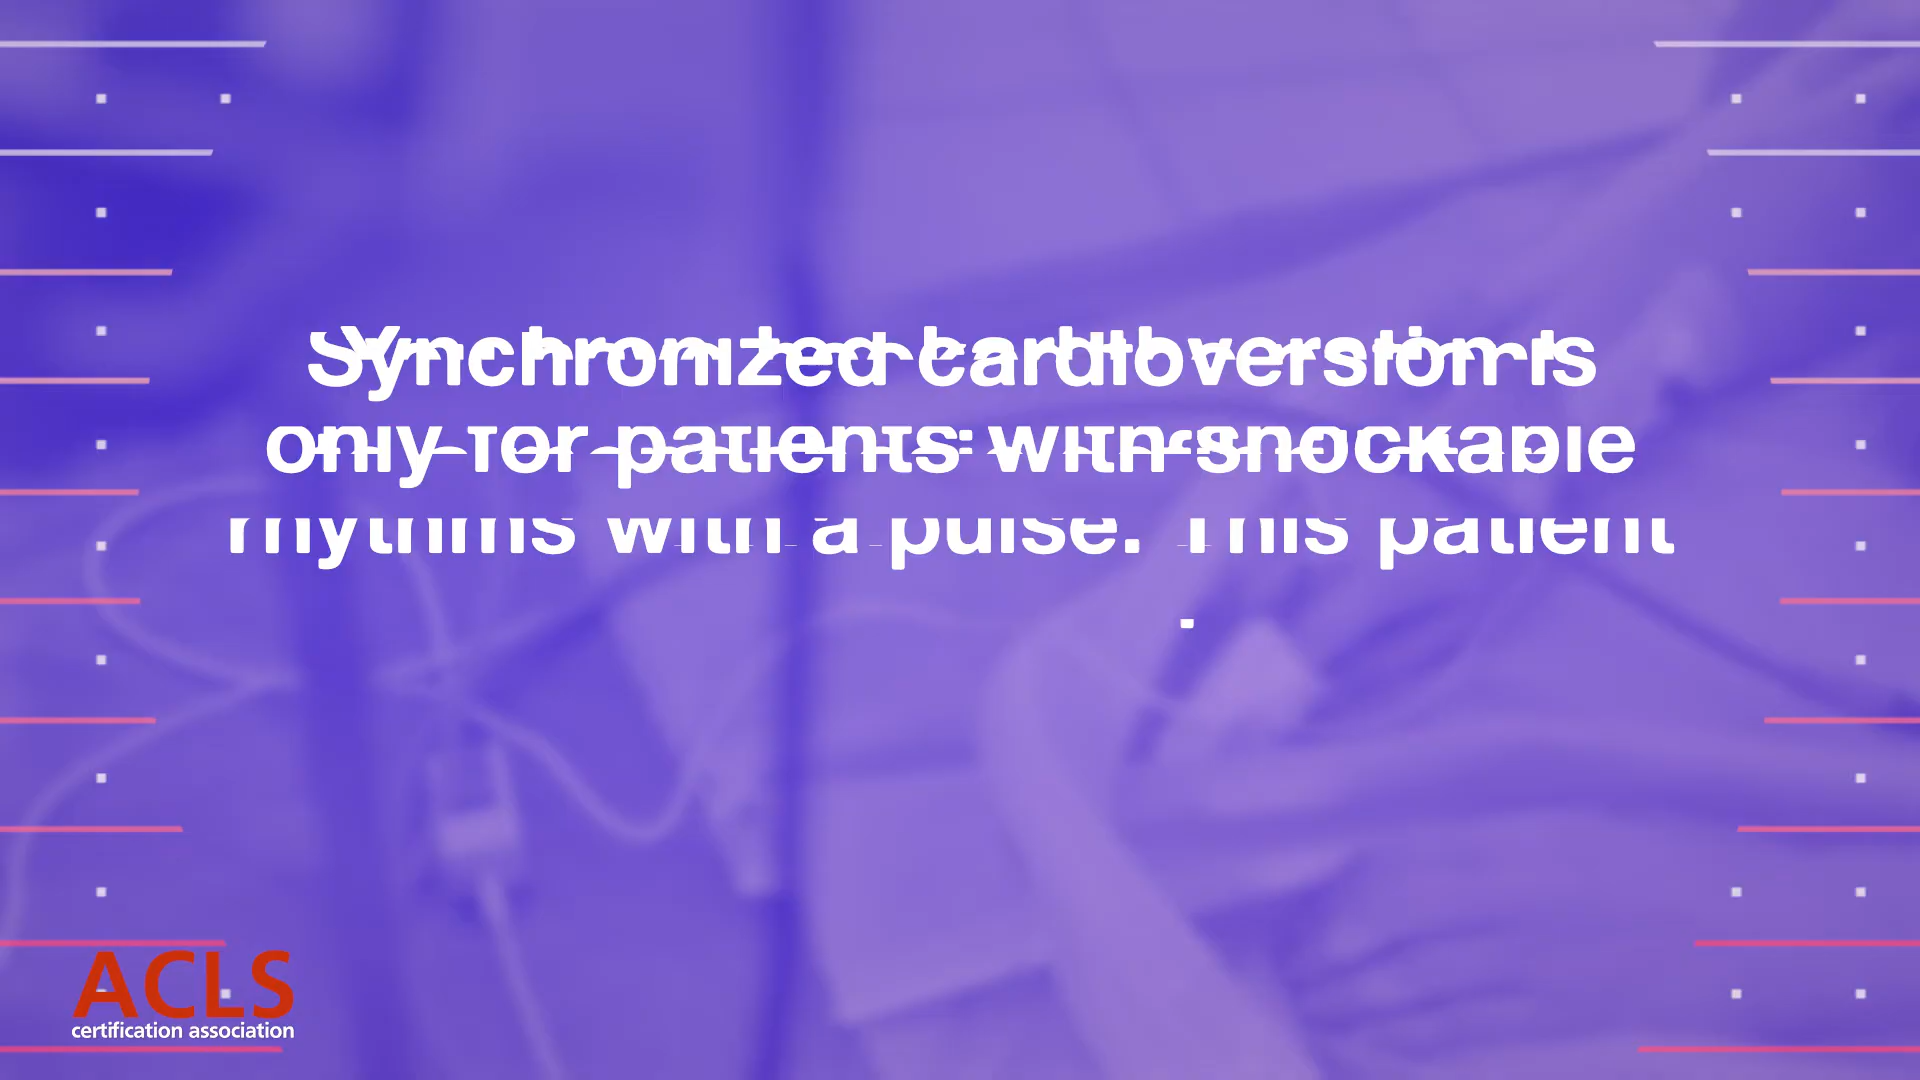 Synchronized cardioversion is
only for patients with shockable
rhythms with a pulse. This patient
ACLS
certification association